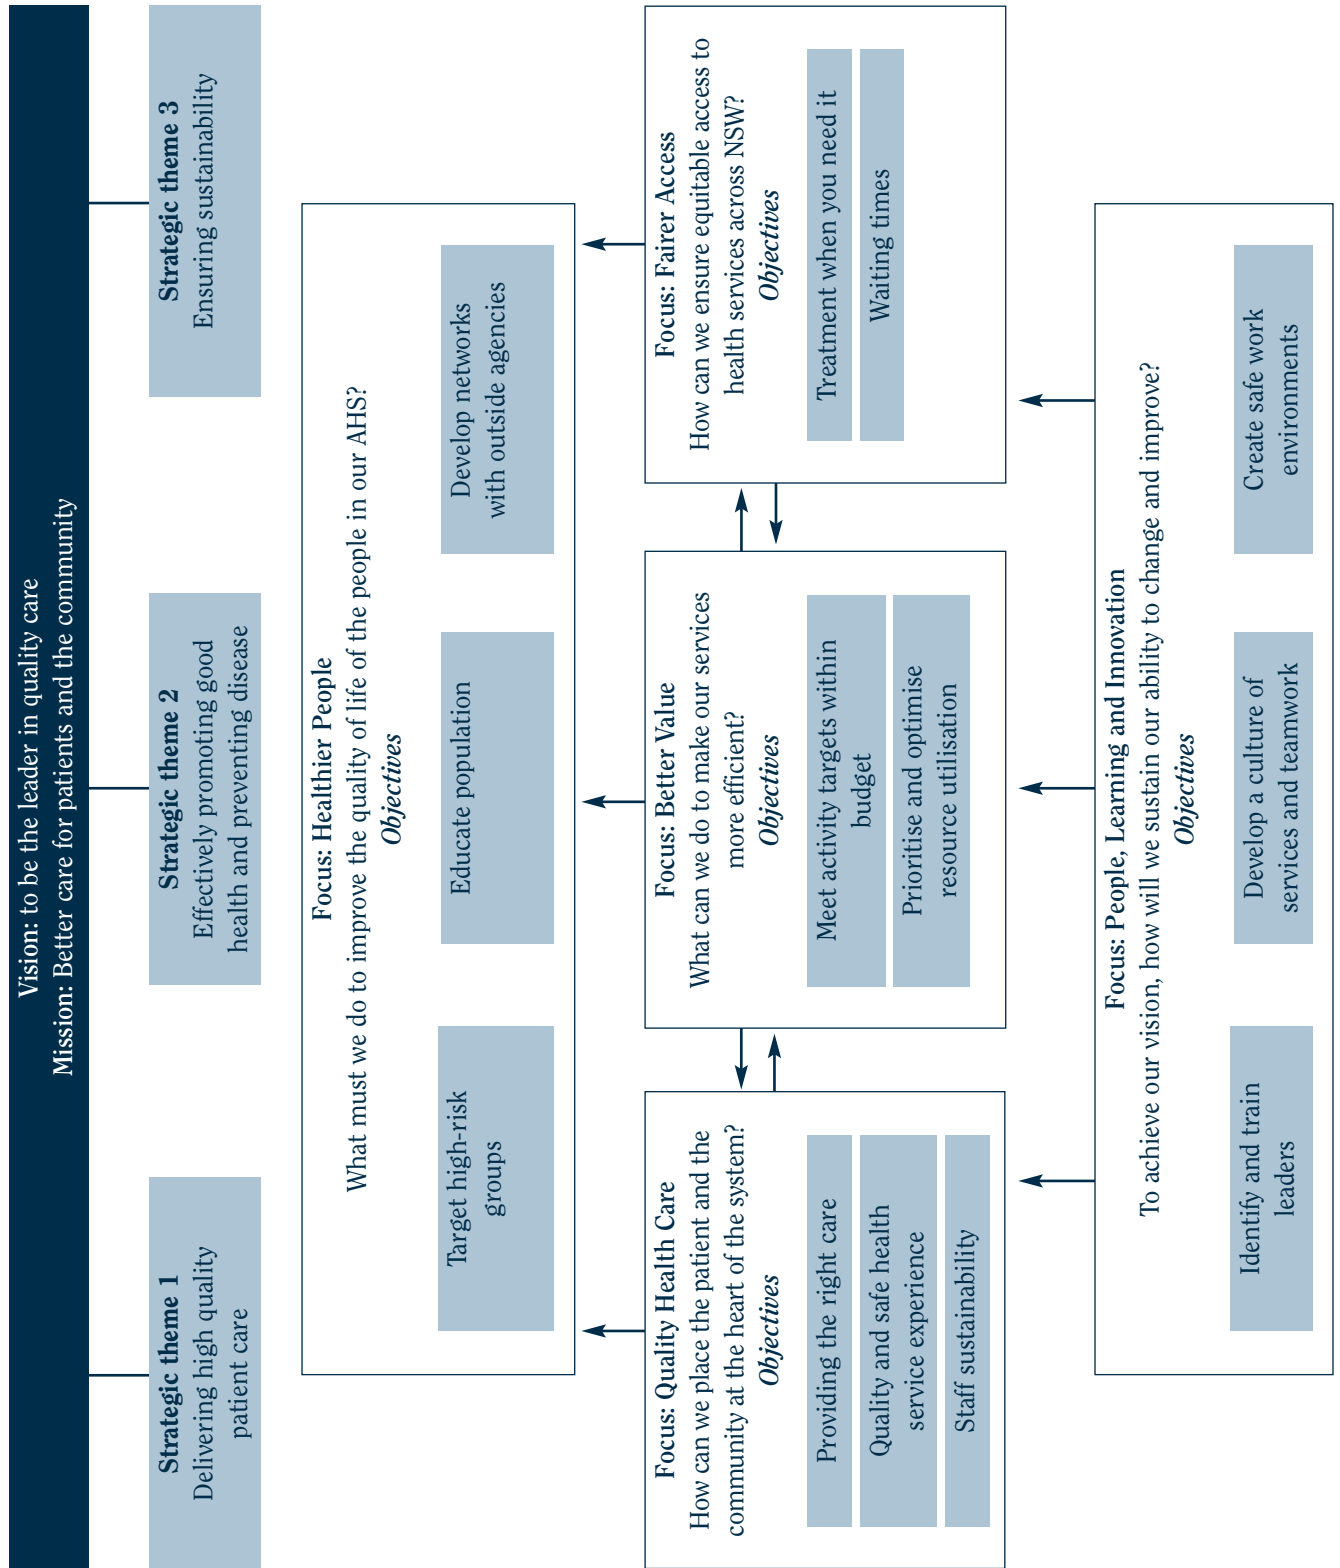 Vision: to be the leader in quality care
Mission: Better care for patients and the community
Strategic theme 1
Delivering high quality
patient care
Strategic theme 2
Effectively promoting good
health and preventing disease
Strategic theme 3
Ensuring sustainability
Focus: Healthier People
What must we do to improve the quality of life of the people in our AHS?
Objectives
Target high-risk
groups
Educate population
Develop networks
with outside agencies
Focus: Quality Health Care
How can we place the patient and the
community at the heart of the system?
Objectives
Providing the right care
Quality and safe health
service experience
Staff sustainability
Focus: Better Value
What can we do to make our services
more efficient?
Objectives
Meet activity targets within
budget
Prioritise and optimise
resource utilisation
Focus: Fairer Access
How can we ensure equitable access to
health services across NSW?
Objectives
Treatment when you need it
Waiting times
Focus: People, Learning and Innovation
To achieve our vision, how will we sustain our ability to change and improve?
Objectives
Identify and train
leaders
Develop a culture of
services and teamwork
Create safe work
environments